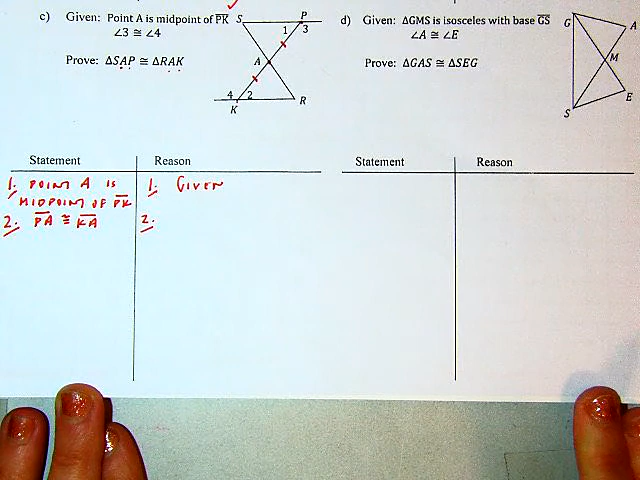 c) Given: Point A is midpoint of PK
∠3 ≅ ∠4
Prove: ΔSAP ≅ ΔRAK
S
P
1
3
A
4
2
K
R
d) Given: ΔGMS is isosceles with base GS
∠A ≅ ∠E
Prove: ΔGAS ≅ ΔSEG
G
A
M
E
S
Statement Reason
1. POINT A IS
MIDPOINT OF PK
1. GIVEN
2. PA ≅ KA
2.
Statement Reason